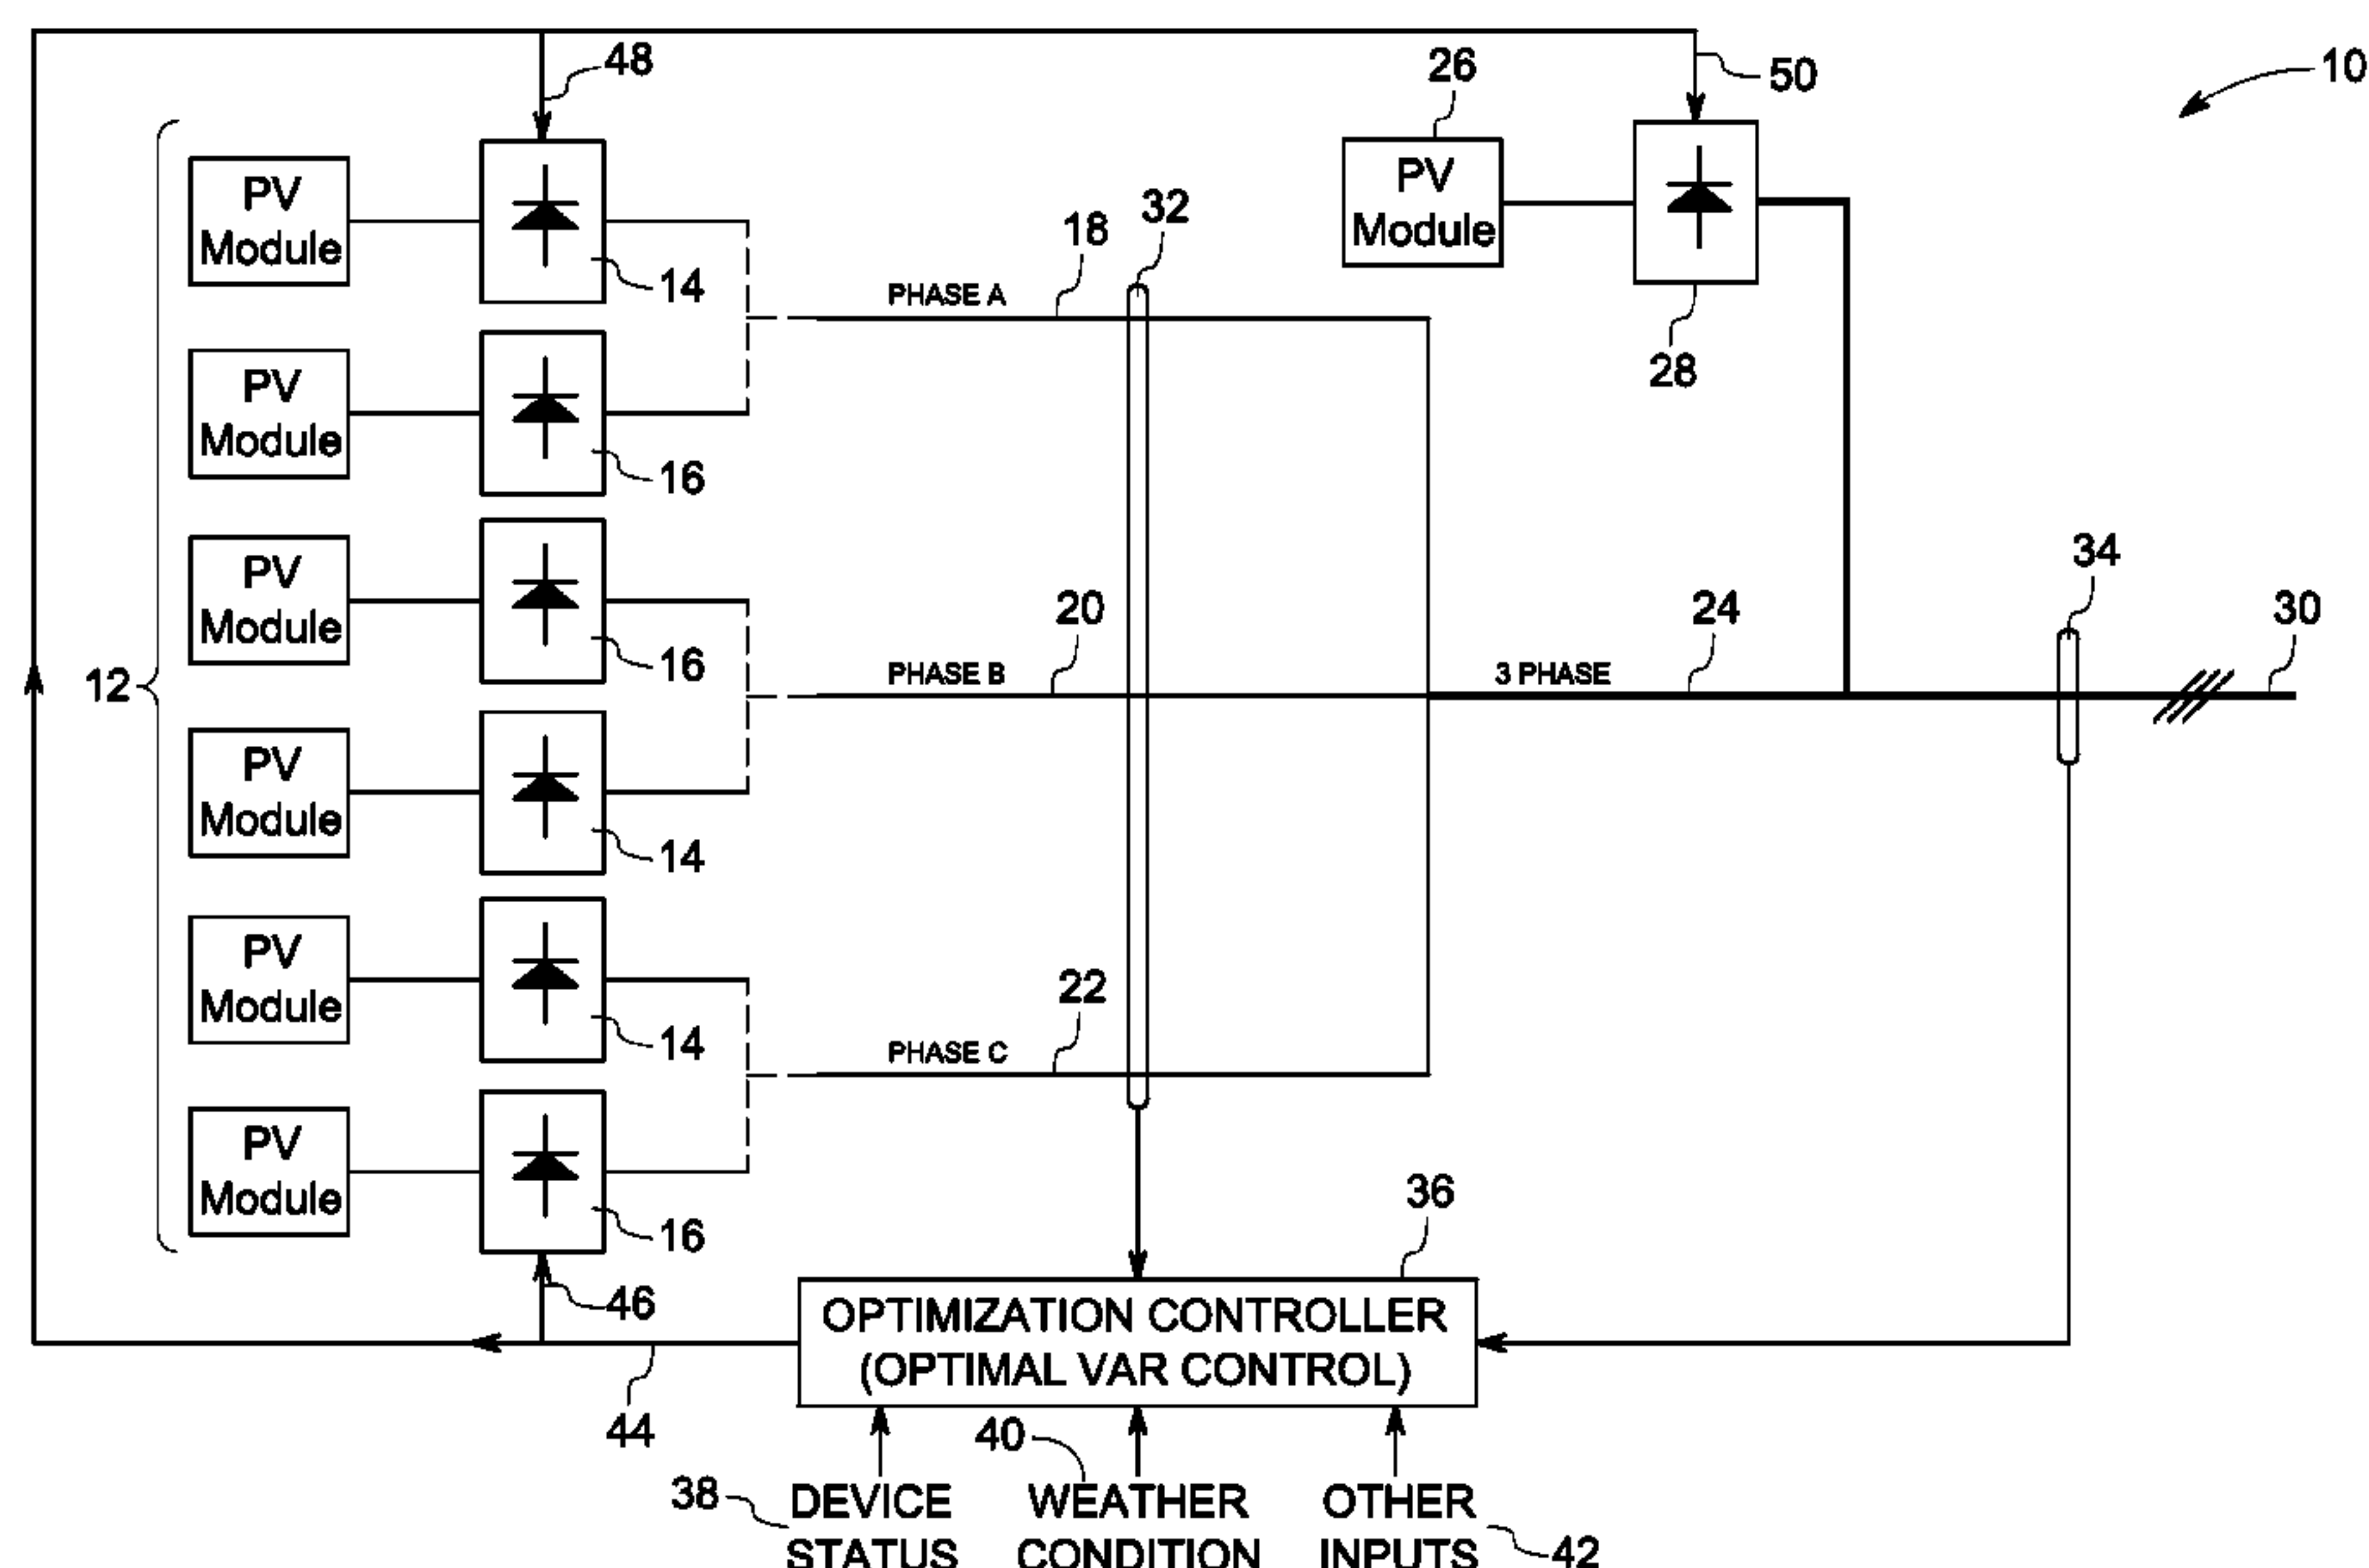 48
50
10
26
PV
Module
14
PV
Module
28
18
32
PHASE A
PV
Module
16
PV
Module
16
12
20
PHASE B
24
3 PHASE
34
30
PV
Module
14
PV
Module
14
22
PHASE C
PV
Module
16
46
36
OPTIMIZATION CONTROLLER
(OPTIMAL VAR CONTROL)
44
38
DEVICE
STATUS
40
WEATHER
CONDITION
OTHER
INPUTS
42